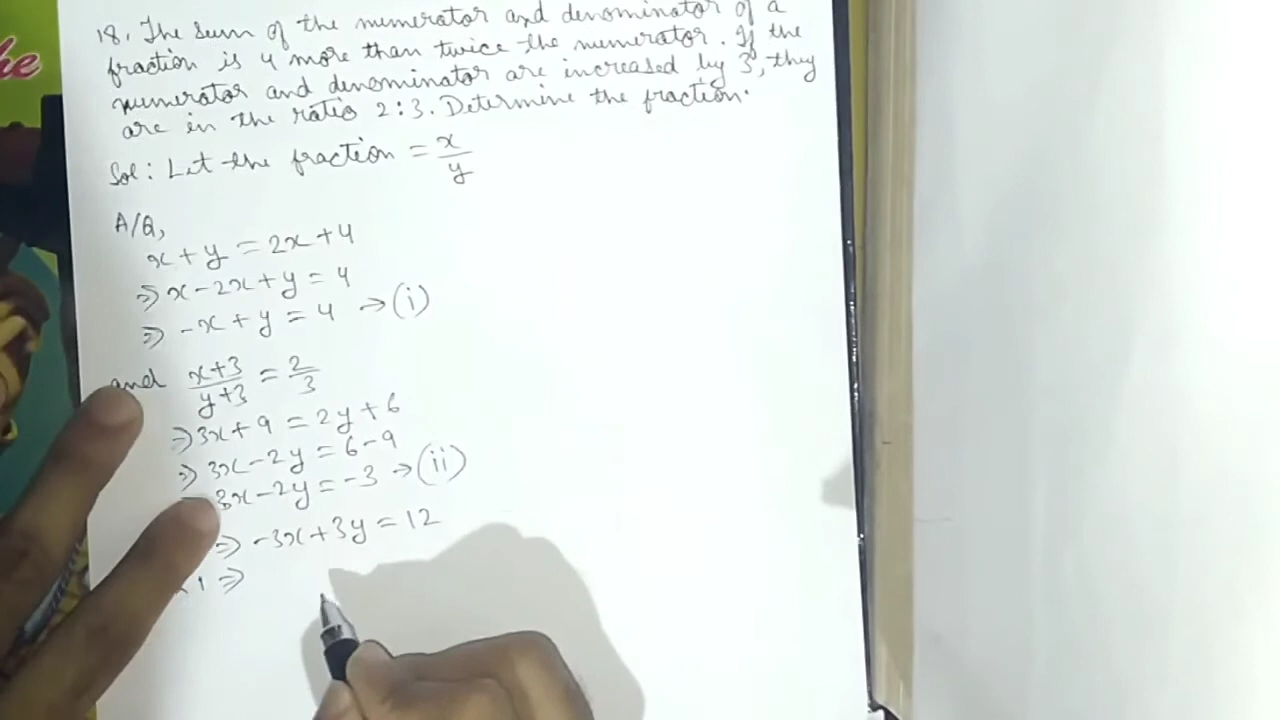 18. The sum of the numerator and denominator of a
fraction is 4 more than twice the numerator. If the
numerator and denominator are increased by 3, they
are in the ratio 2:3. Determine the fraction.
Sol: Let the fraction = x/y
A/Q,
x + y = 2x + 4
⇒ x - 2x + y = 4
⇒ -x + y = 4 → (i)
and x+3/y+3 = 2/3
⇒ 3x + 9 = 2y + 6
⇒ 3x - 2y = 6 - 9
3x - 2y = -3 → (ii)
⇒ -3x + 3y = 12
x 1 ⇒